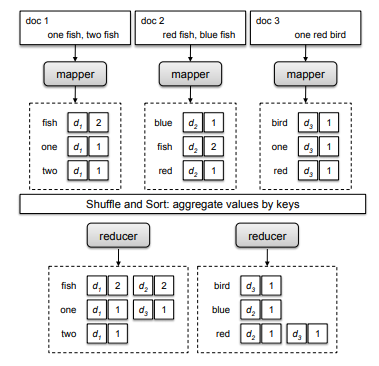 doc 1 doc 2 doc 3
one fish, two fish red fish, blue fish one red bird
mapper mapper mapper
fish d1 2 blue d2 1 bird d3 1
one d1 1 fish d2 2 one d3 1
two d1 1 red d2 1 red d3 1
Shuffle and Sort: aggregate values by keys
reducer reducer
fish d1 2 d2 2 bird d3 1
one d1 1 d3 1 blue d2 1
two d1 1 red d2 1 d3 1